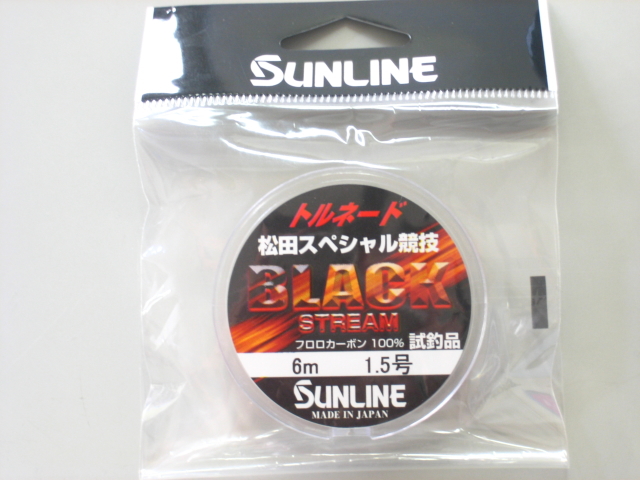 SUNLINE
トルネード
松田スペシャル競技
BLACK
STREAM
フロロカーボン 100% 試釣品
6m 1.5号
SUNLINE
MADE IN JAPAN